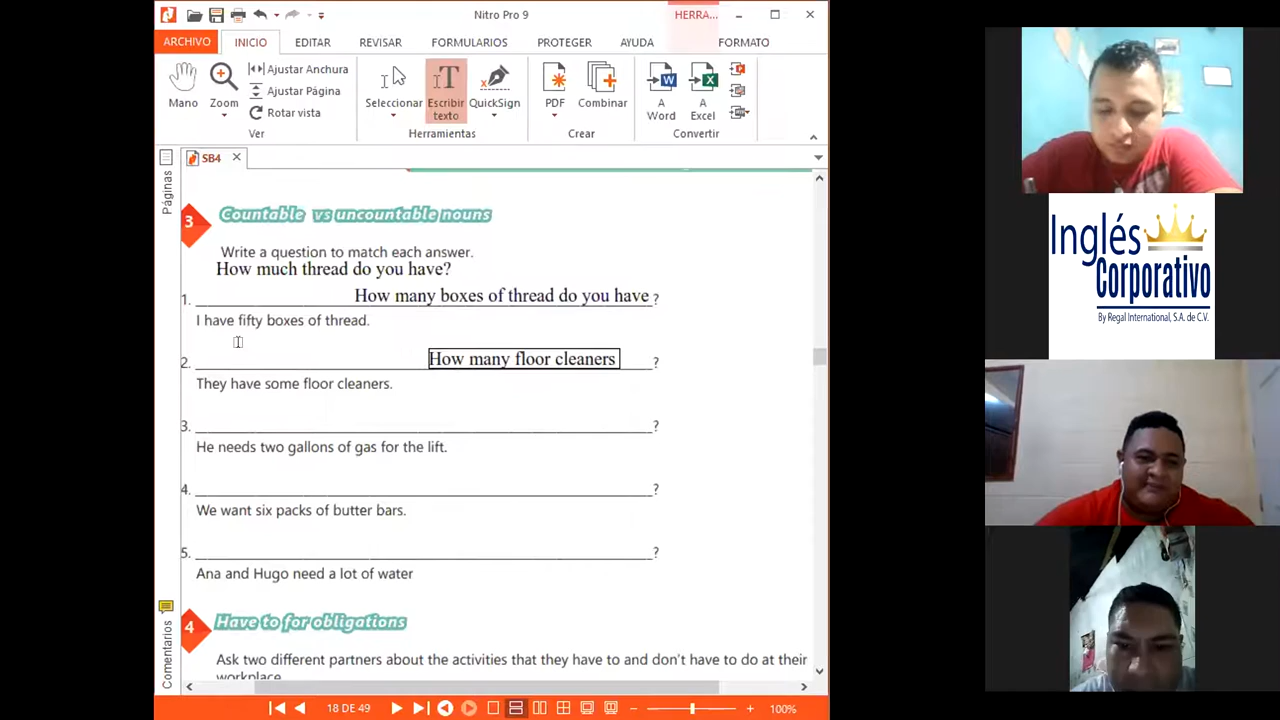 Nitro Pro 9
HERRA...
ARCHIVO
INICIO
EDITAR
REVISAR
FORMULARIOS
PROTEGER
AYUDA
FORMATO
Mano
Zoom
Ajustar Anchura
Ajustar Página
Rotar vista
Ver
Seleccionar
Escribir texto
QuickSign
Herramientas
PDF
Combinar
Crear
A Word
A Excel
Convertir
SB4
Páginas
3
Countable vs uncountable nouns
Write a question to match each answer.
How much thread do you have?
1. How many boxes of thread do you have ?
I have fifty boxes of thread.
2. How many floor cleaners ?
They have some floor cleaners.
3. ?
He needs two gallons of gas for the lift.
4. ?
We want six packs of butter bars.
5. ?
Ana and Hugo need a lot of water
4
Have to for obligations
Ask two different partners about the activities that they have to and don't have to do at their
workplace
Comentarios
18 DE 49
100%
Inglés
Corporativo
By Regal International, S.A. de C.V.